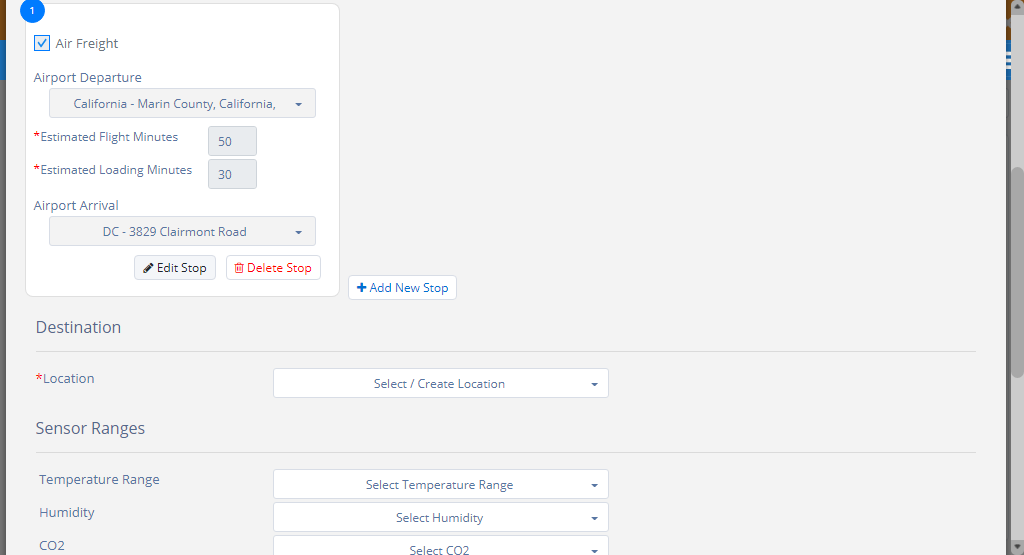 1
Air Freight
Airport Departure
California - Marin County, California,
*Estimated Flight Minutes 50
*Estimated Loading Minutes 30
Airport Arrival
DC - 3829 Clairmont Road
Edit Stop Delete Stop
Add New Stop
Destination
*Location Select / Create Location
Sensor Ranges
Temperature Range Select Temperature Range
Humidity Select Humidity
CO2 Select CO2